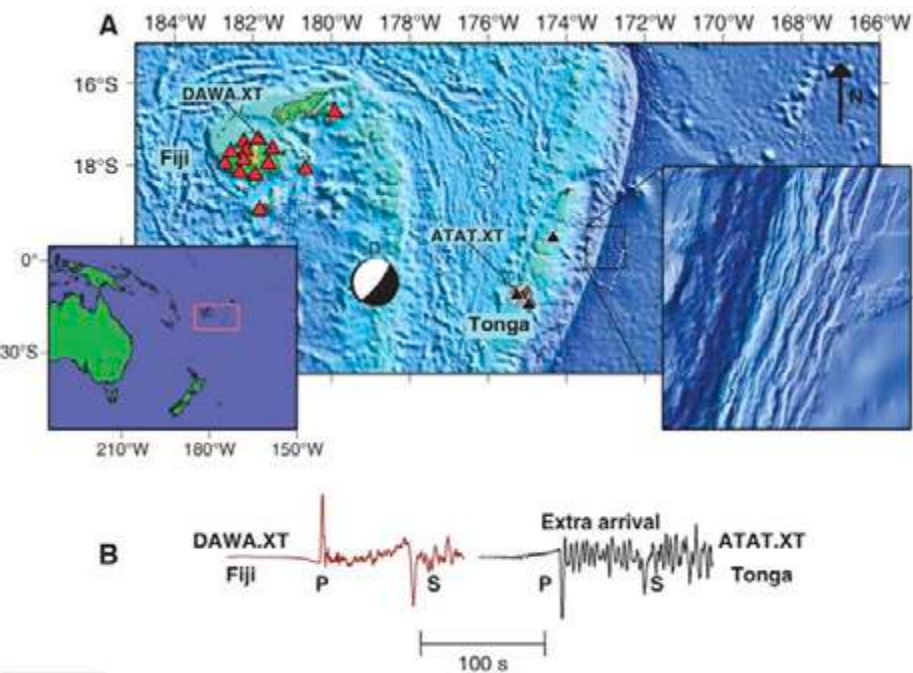 A
184°W 182°W 180°W 178°W 176°W 174°W 172°W 170°W 168°W 166°W
16°S
DAWA.XT
N
Fiji
18°S
ATAT.XT
0°
Tonga
30°S
210°W 180°W 150°W
B
DAWA.XT
Fiji
P
S
Extra arrival
P
S
ATAT.XT
Tonga
100 s